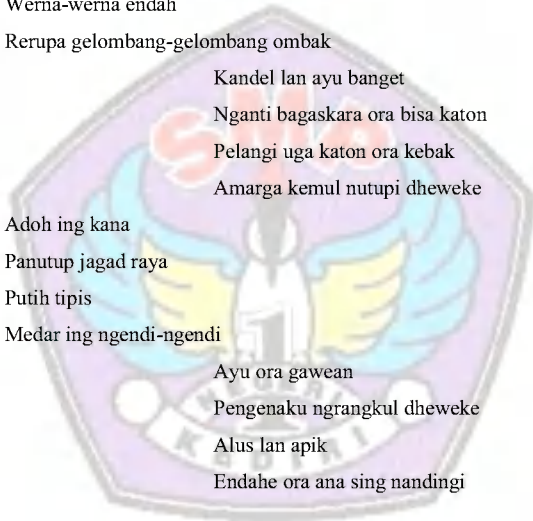 Werna-werna endah
Rerupa gelombang-gelombang ombak
Kandel lan ayu banget
Nganti bagaskara ora bisa katon
Pelangi uga katon ora kebak
Amarga kemul nutupi dheweke
Adoh ing kana
Panutup jagad raya
Putih tipis
Medar ing ngendi-ngendi
Ayu ora gawean
Pengenaku ngrangkul dheweke
Alus lan apik
Endahe ora ana sing nandingi
SMP
1